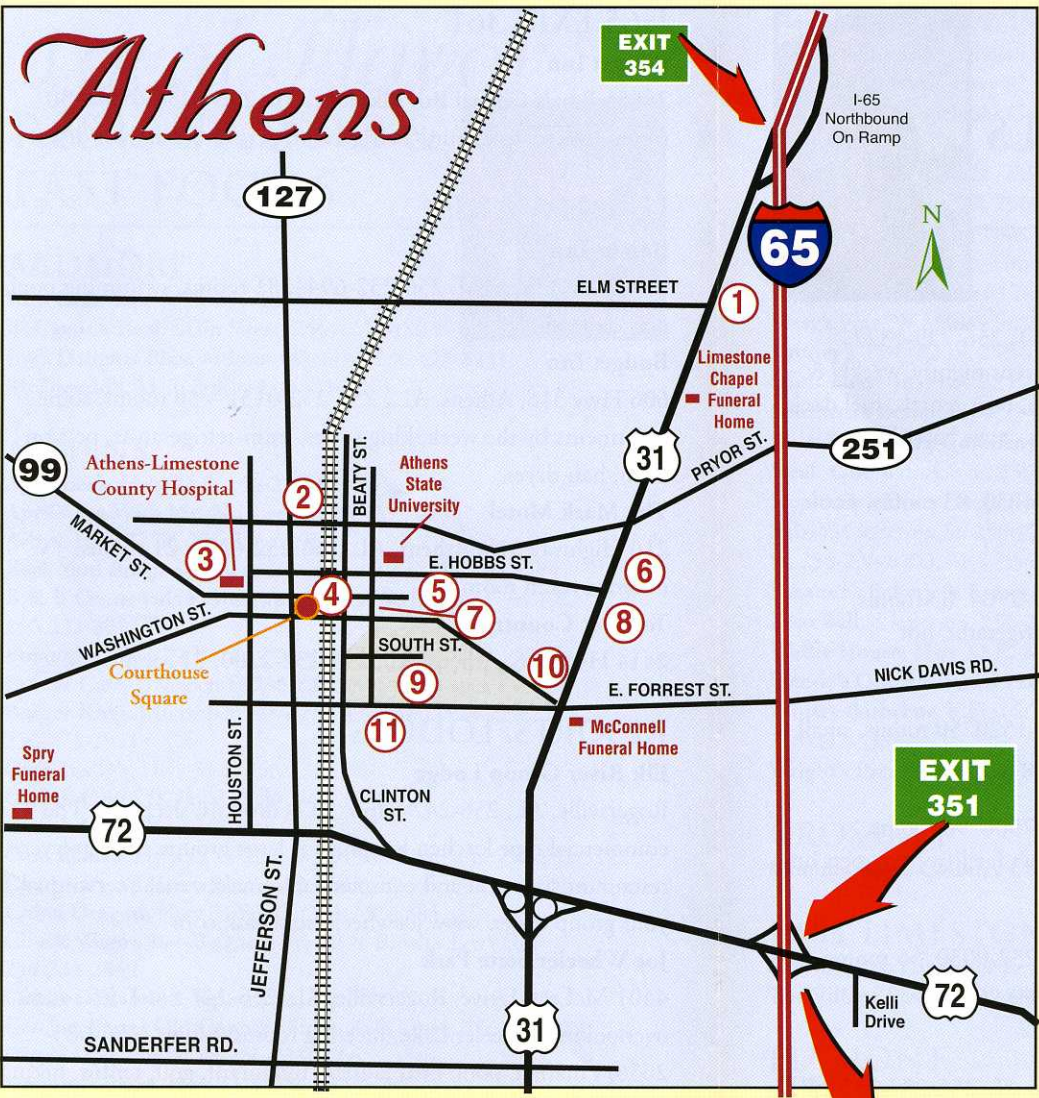 Athens
EXIT
354
I-65
Northbound
On Ramp
127
65
N
ELM STREET
1
Limestone
Chapel
Funeral
Home
31
PRYOR ST.
251
99
Athens-Limestone
County Hospital
2
BEATY ST.
Athens
State
University
MARKET ST.
3
E. HOBBS ST.
6
4
5
7
8
WASHINGTON ST.
Courthouse
Square
SOUTH ST.
9
10
E. FORREST ST.
NICK DAVIS RD.
11
McConnell
Funeral Home
Spry
Funeral
Home
HOUSTON ST.
CLINTON
ST.
EXIT
351
72
JEFFERSON ST.
Kelli
Drive
72
31
SANDERFER RD.